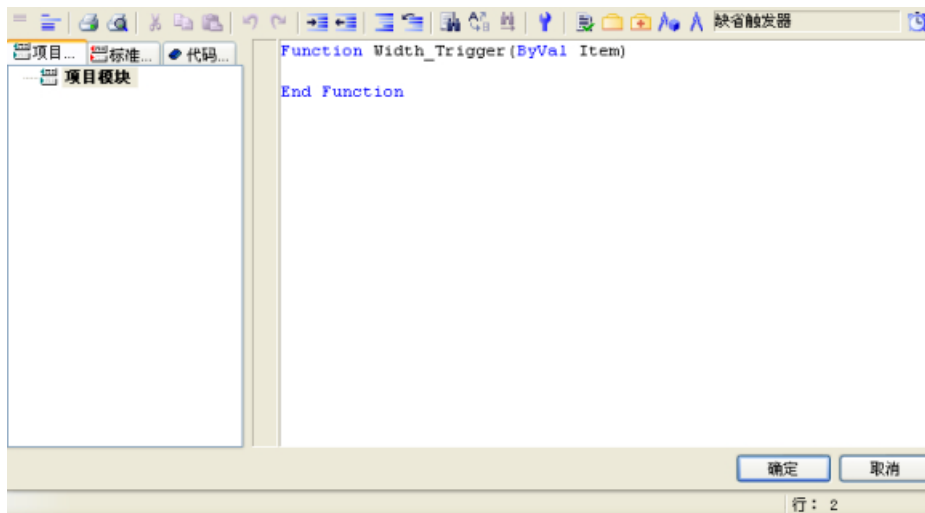 缺省触发器
项目... 标准... 代码...
项目模块
Function Width_Trigger(ByVal Item)
End Function
确定 取消
行: 2